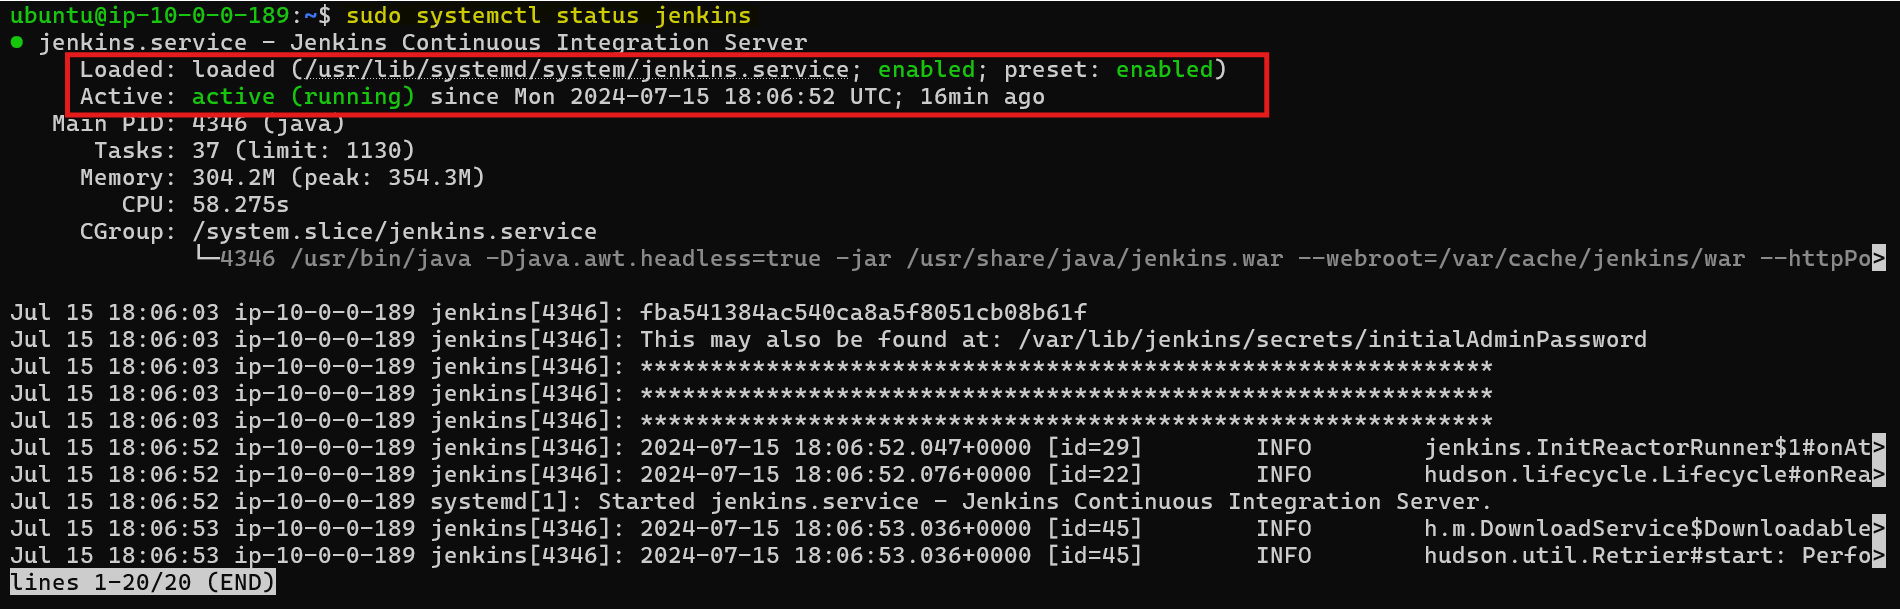 ubuntu@ip-10-0-0-189:~$ sudo systemctl status jenkins
● jenkins.service - Jenkins Continuous Integration Server
Loaded: loaded (/usr/lib/systemd/system/jenkins.service; enabled; preset: enabled)
Active: active (running) since Mon 2024-07-15 18:06:52 UTC; 16min ago
Main PID: 4346 (java)
Tasks: 37 (limit: 1130)
Memory: 304.2M (peak: 354.3M)
CPU: 58.275s
CGroup: /system.slice/jenkins.service
└─4346 /usr/bin/java -Djava.awt.headless=true -jar /usr/share/java/jenkins.war --webroot=/var/cache/jenkins/war --httpPo>
Jul 15 18:06:03 ip-10-0-0-189 jenkins[4346]: fba541384ac540ca8a5f8051cb08b61f
Jul 15 18:06:03 ip-10-0-0-189 jenkins[4346]: This may also be found at: /var/lib/jenkins/secrets/initialAdminPassword
Jul 15 18:06:03 ip-10-0-0-189 jenkins[4346]: *************************************************************
Jul 15 18:06:03 ip-10-0-0-189 jenkins[4346]: *************************************************************
Jul 15 18:06:03 ip-10-0-0-189 jenkins[4346]: *************************************************************
Jul 15 18:06:52 ip-10-0-0-189 jenkins[4346]: 2024-07-15 18:06:52.047+0000 [id=29] INFO jenkins.InitReactorRunner$1#onAt>
Jul 15 18:06:52 ip-10-0-0-189 jenkins[4346]: 2024-07-15 18:06:52.076+0000 [id=22] INFO hudson.lifecycle.Lifecycle#onRea>
Jul 15 18:06:52 ip-10-0-0-189 systemd[1]: Started jenkins.service - Jenkins Continuous Integration Server.
Jul 15 18:06:53 ip-10-0-0-189 jenkins[4346]: 2024-07-15 18:06:53.036+0000 [id=45] INFO h.m.DownloadService$Downloadable>
Jul 15 18:06:53 ip-10-0-0-189 jenkins[4346]: 2024-07-15 18:06:53.036+0000 [id=45] INFO hudson.util.Retrier#start: Perfo>
lines 1-20/20 (END)